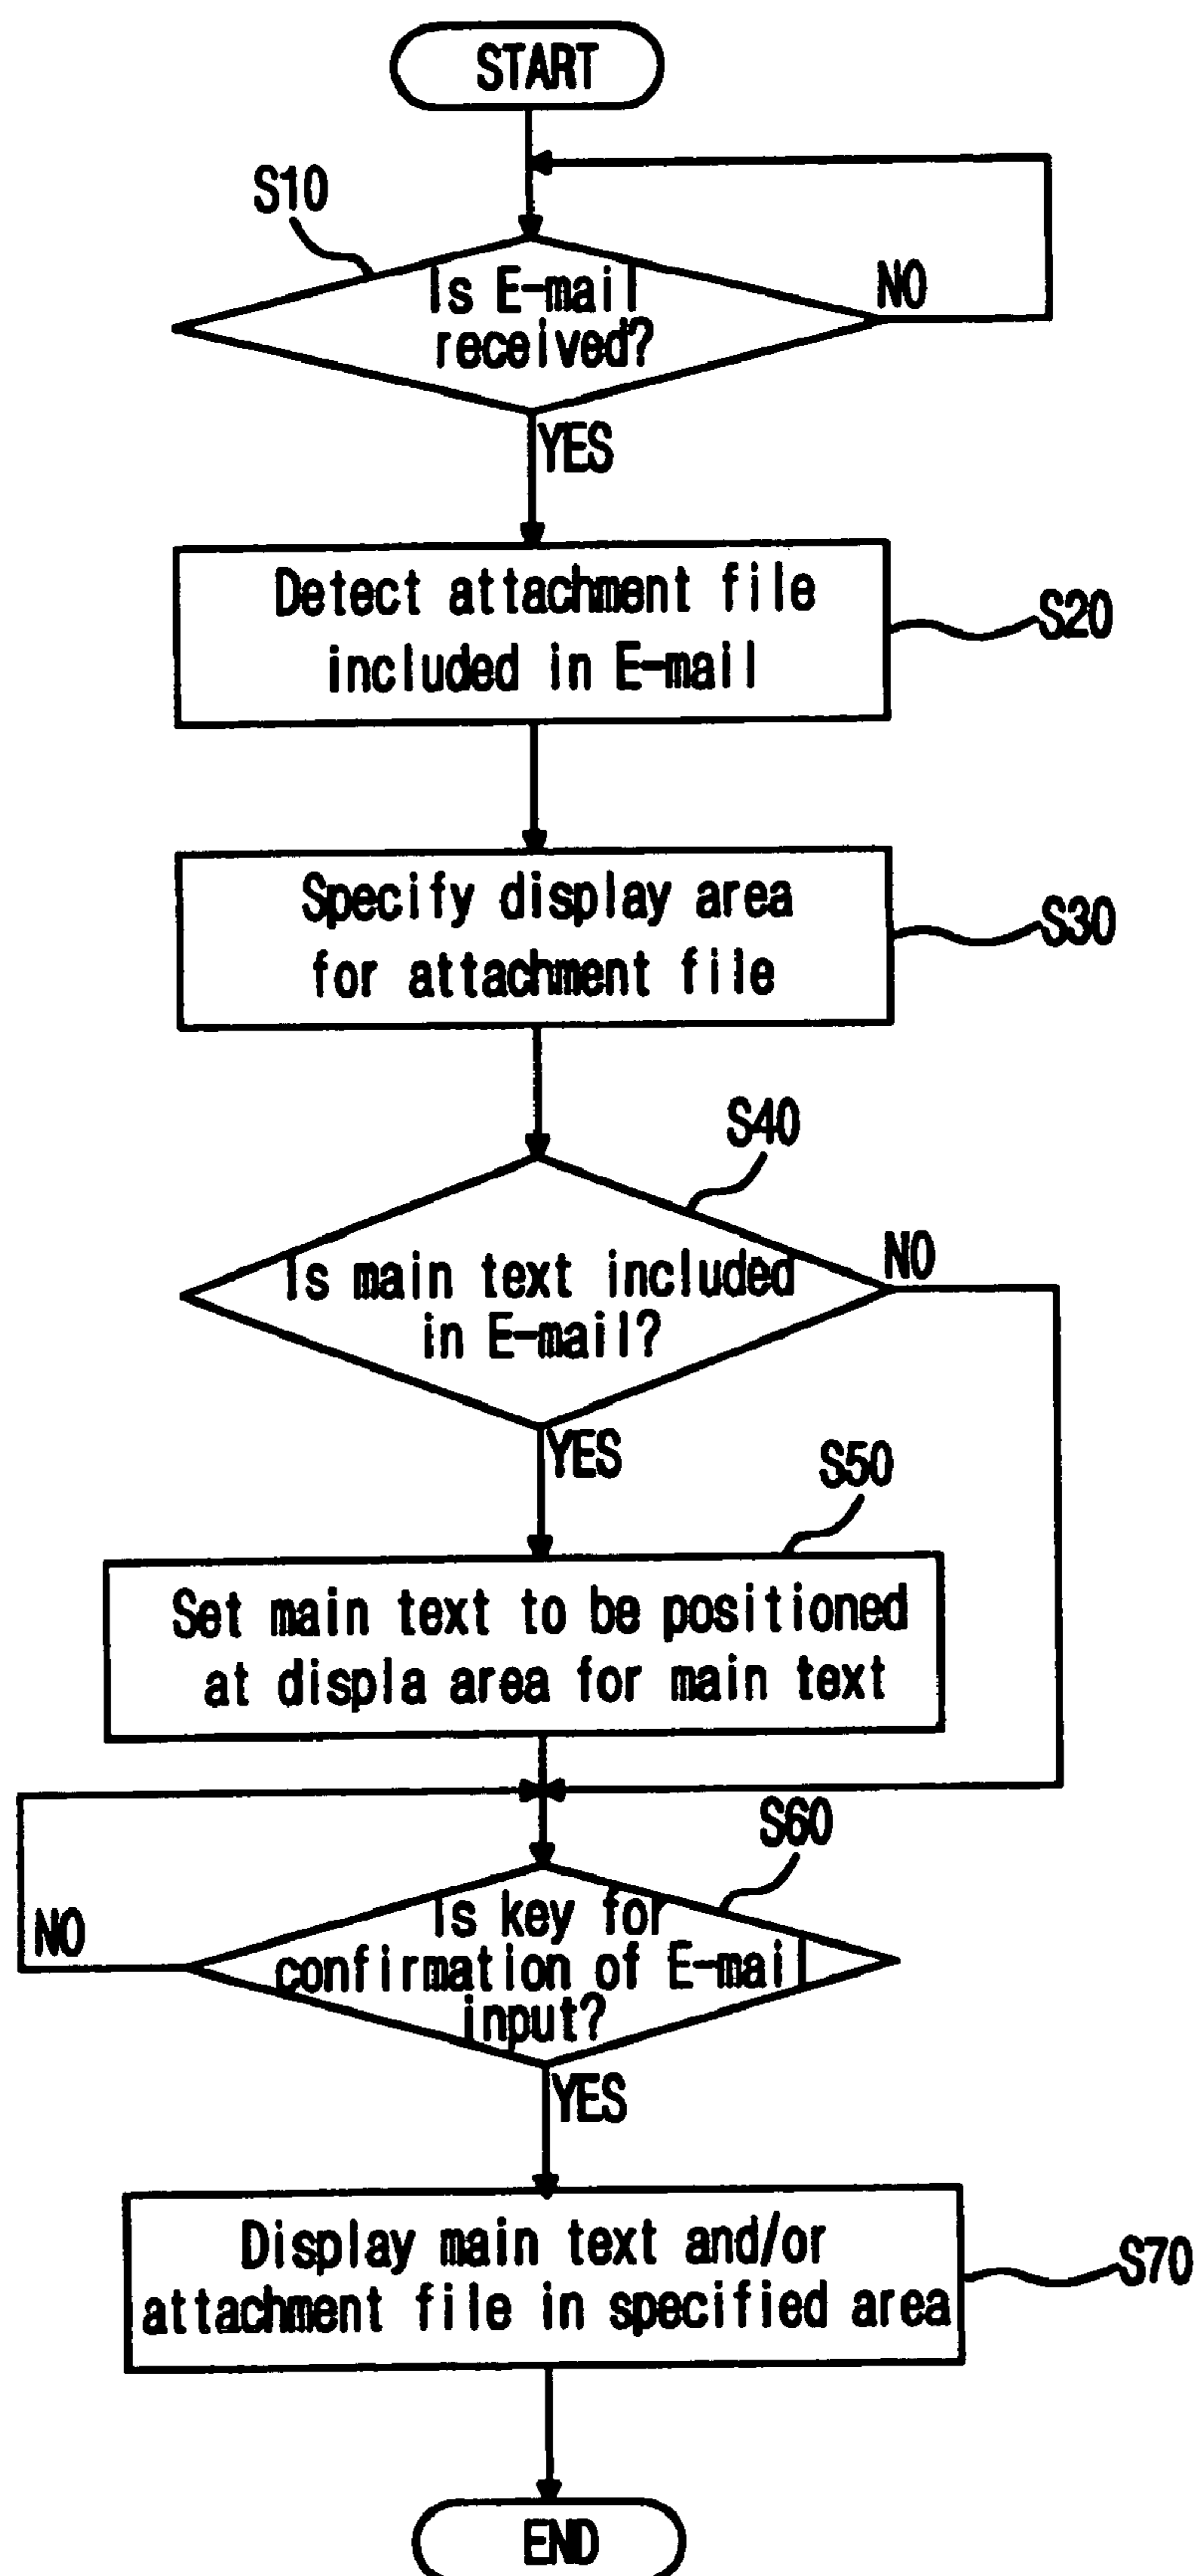 START
S10
Is E-mail
received?
NO
YES
Detect attachment file
included in E-mail
S20
Specify display area
for attachment file
S30
S40
Is main text included
in E-mail?
NO
YES
S50
Set main text to be positioned
at displa area for main text
S60
Is key for
confirmation of E-mail
input?
NO
YES
Display main text and/or
attachment file in specified area
S70
END